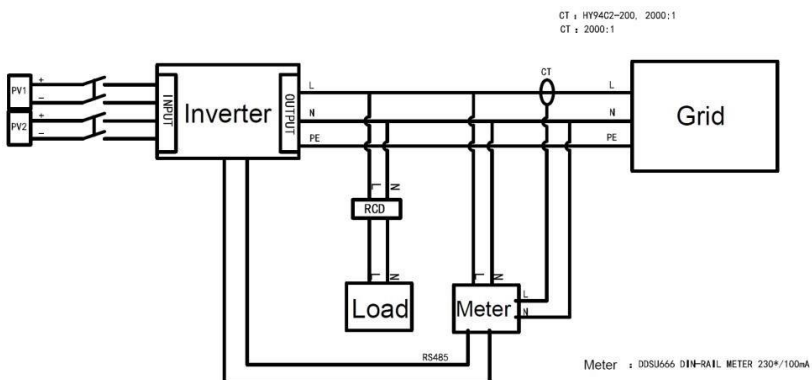 CT : HY94C2-200, 2000:1
CT : 2000:1
PV1
+
-
PV2
+
-
INPUT
Inverter
OUTPUT
L
N
PE
CT
L
N
PE
Grid
L
N
RCD
L
N
Load
L
N
Meter
L
N
RS485
Meter : DDSU666 DIN-RAIL METER 230*/100mA